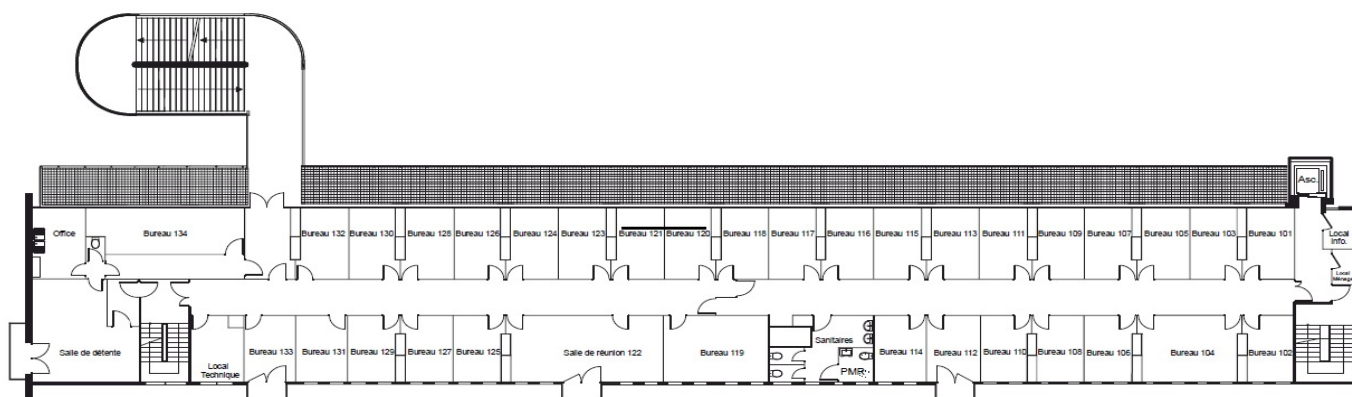 Asc.
Office
Bureau 134
Bureau 132
Bureau 130
Bureau 128
Bureau 126
Bureau 124
Bureau 123
Bureau 121
Bureau 120
Bureau 118
Bureau 117
Bureau 116
Bureau 115
Bureau 113
Bureau 111
Bureau 109
Bureau 107
Bureau 105
Bureau 103
Bureau 101
Local
Info.
Local
Ménage
Salle de détente
Local
Technique
Bureau 133
Bureau 131
Bureau 129
Bureau 127
Bureau 125
Salle de réunion 122
Bureau 119
Sanitaires
PMR
Bureau 114
Bureau 112
Bureau 110
Bureau 108
Bureau 106
Bureau 104
Bureau 102